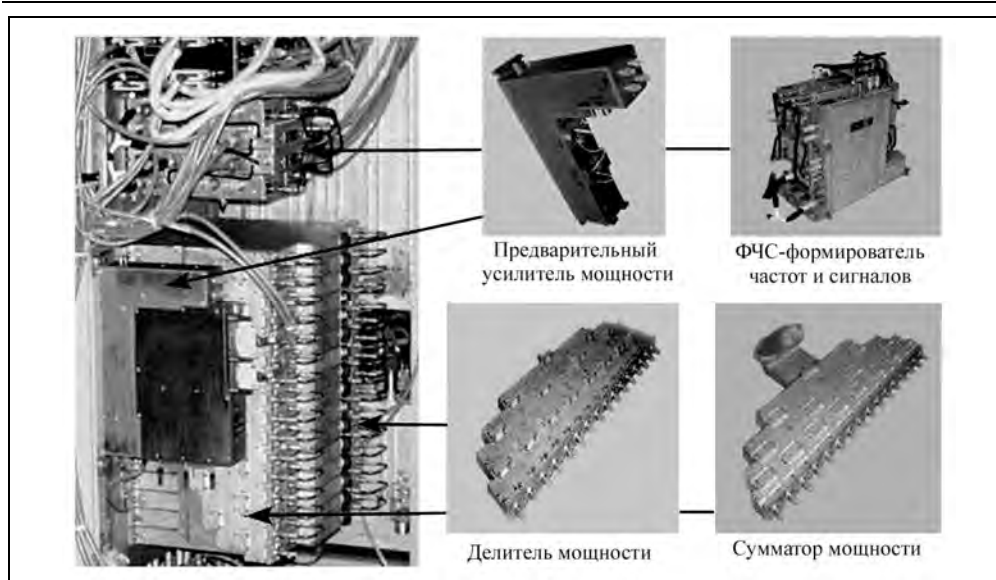 Предварительный
усилитель мощности
ФЧС-формирователь
частот и сигналов
Делитель мощности
Сумматор мощности